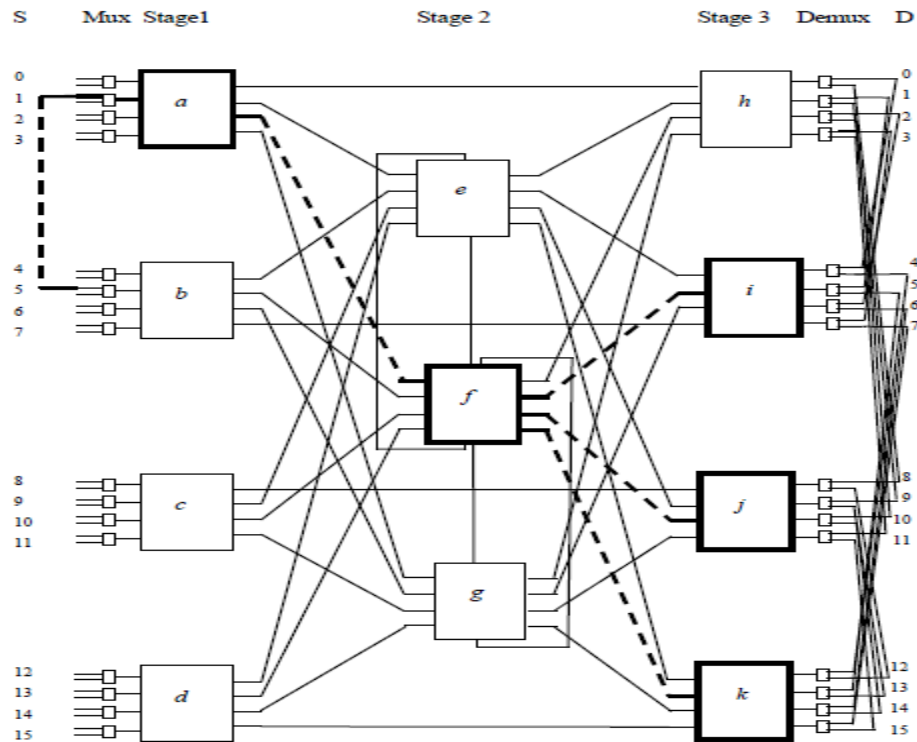 S Mux Stage1 Stage 2 Stage 3 Demux D
0 0
1 a h 1
2 2
3 3
e
4 4
5 b i 5
6 6
7 7
f
8 8
9 c j 9
10 10
11 11
g
12 12
13 d k 13
14 14
15 15